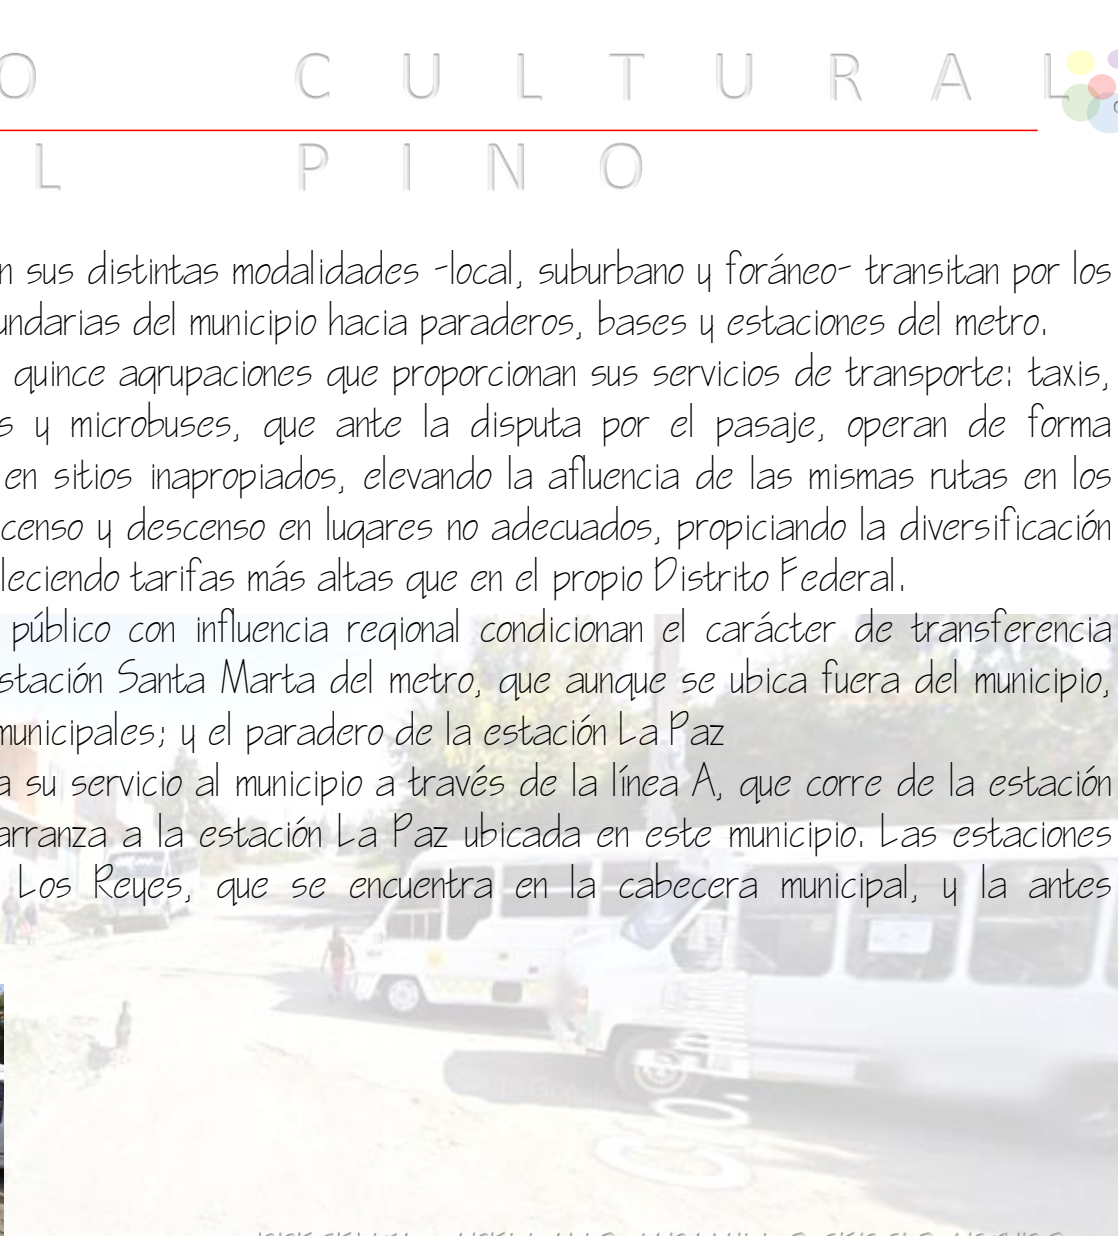 O CULTURAL
L PINO
n sus distintas modalidades -local, suburbano y foráneo- transitan por los
undarias del municipio hacia paraderos, bases y estaciones del metro.
quince agrupaciones que proporcionan sus servicios de transporte: taxis,
s y microbuses, que ante la disputa por el pasaje, operan de forma
en sitios inapropiados, elevando la afluencia de las mismas rutas en los
censo y descenso en lugares no adecuados, propiciando la diversificación
leciendo tarifas más altas que en el propio Distrito Federal.
público con influencia regional condicionan el carácter de transferencia
stación Santa Marta del metro, que aunque se ubica fuera del municipio,
municipales; y el paradero de la estación La Paz
a su servicio al municipio a través de la línea A, que corre de la estación
arranza a la estación La Paz ubicada en este municipio. Las estaciones
Los Reyes, que se encuentra en la cabecera municipal, y la antes